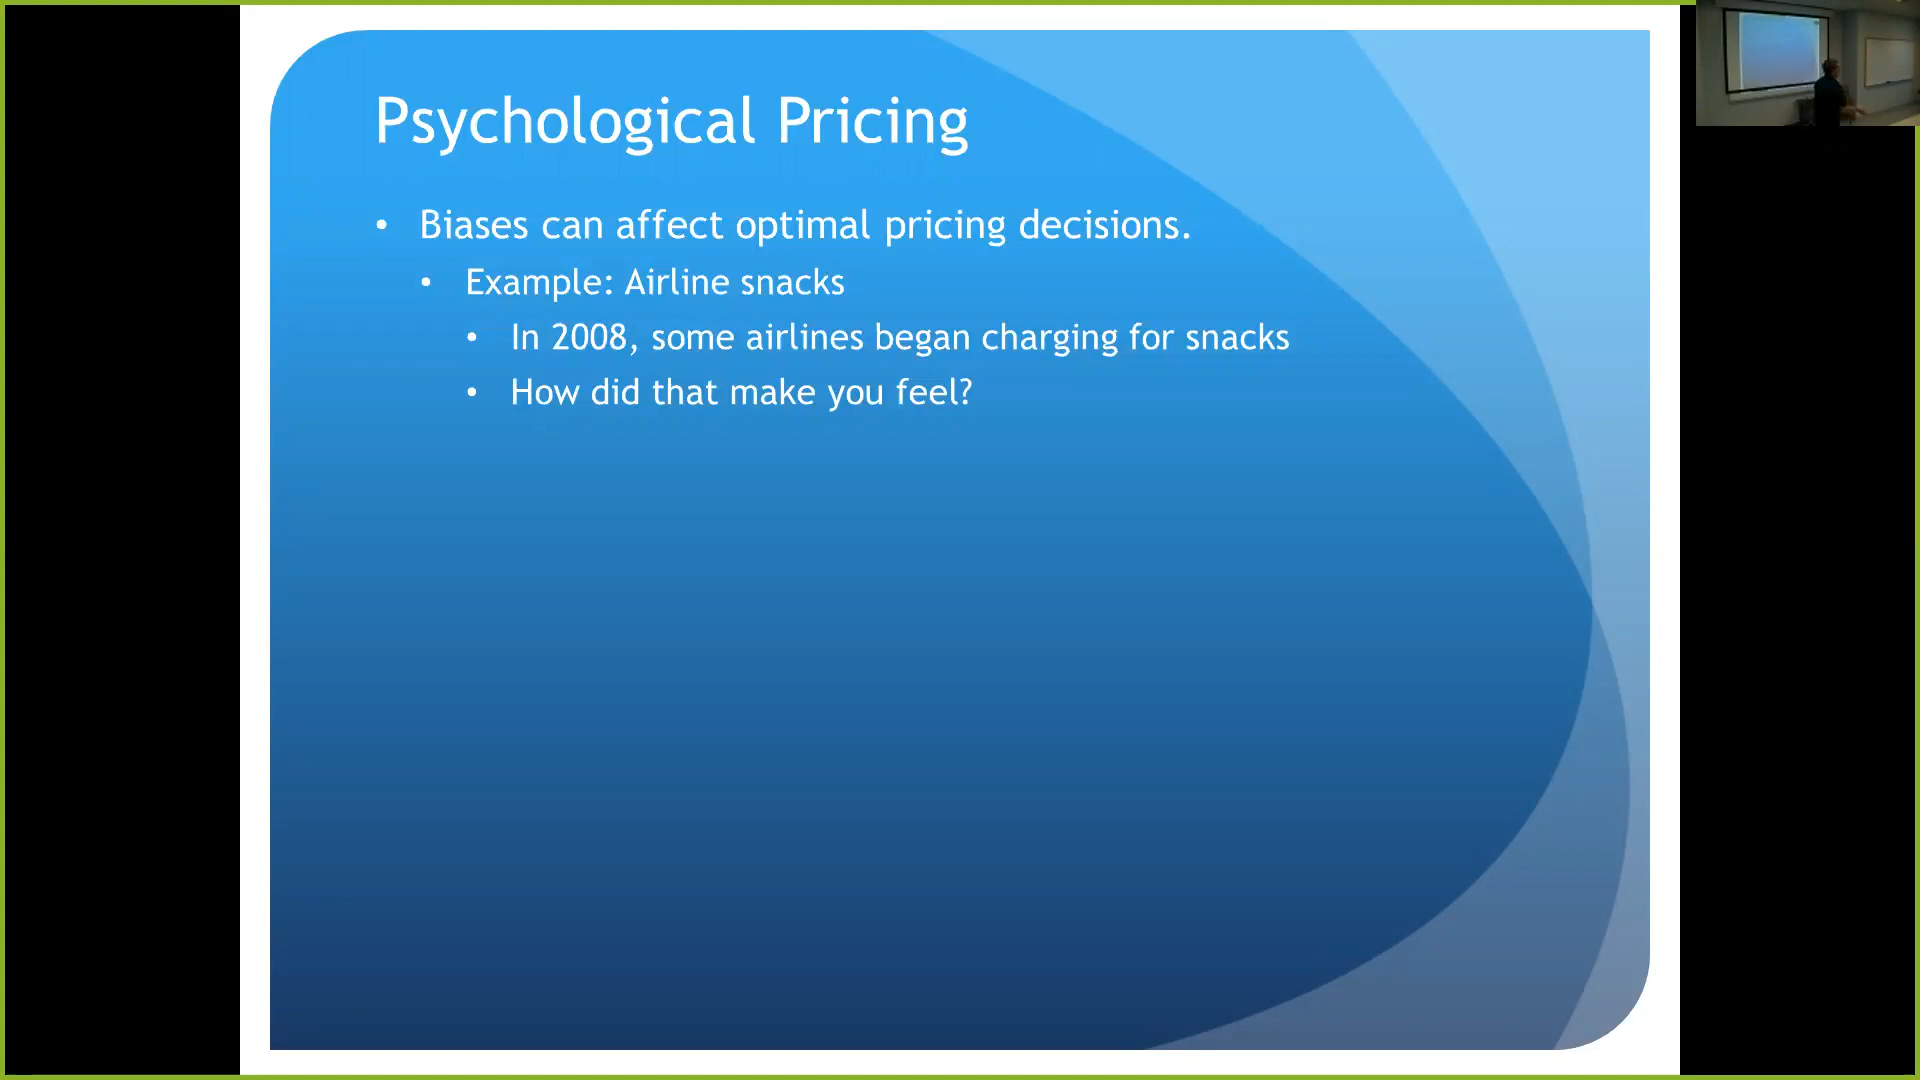 Psychological Pricing
• Biases can affect optimal pricing decisions.
• Example: Airline snacks
• In 2008, some airlines began charging for snacks
• How did that make you feel?